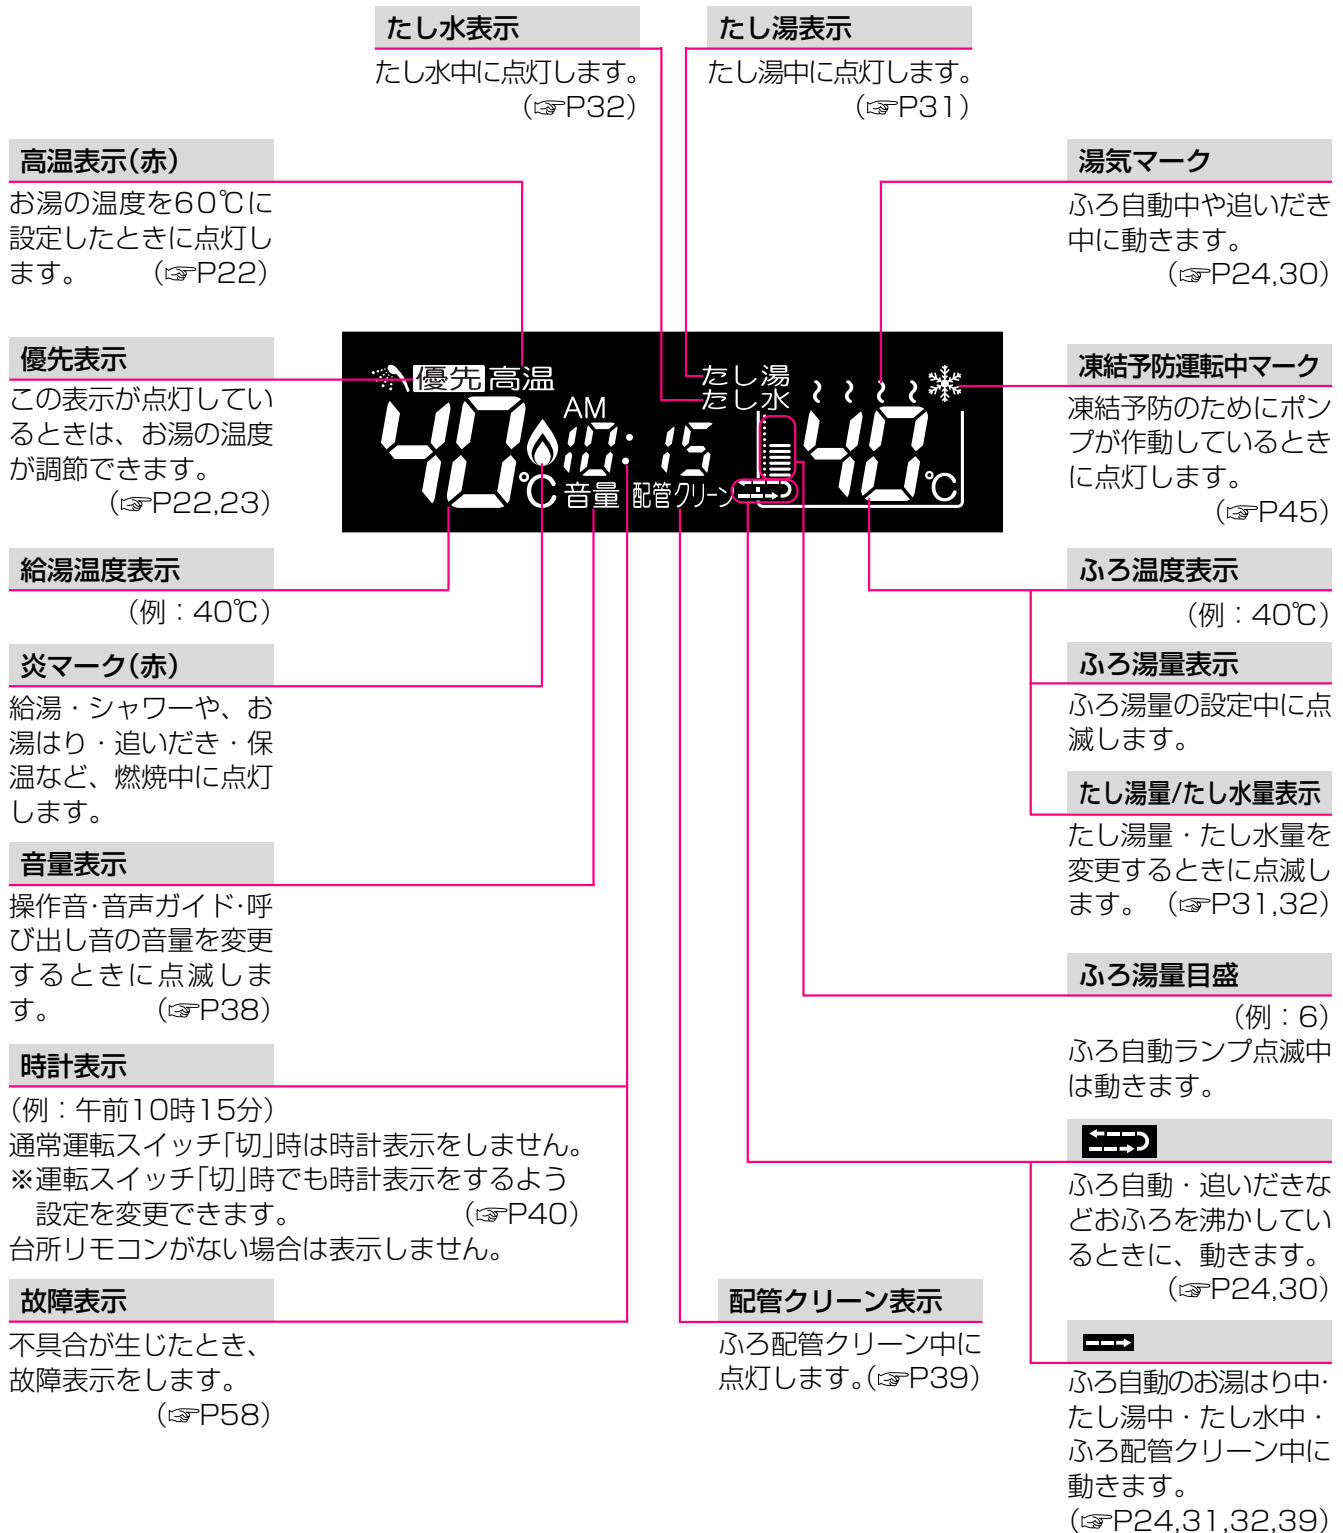 たし水表示
たし水中に点灯します。
(☞P32)
たし湯表示
たし湯中に点灯します。
(☞P31)
高温表示(赤)
お湯の温度を60℃に
設定したときに点灯し
ます。 (☞P22)
優先表示
この表示が点灯してい
るときは、お湯の温度
が調節できます。
(☞P22,23)
給湯温度表示
(例：40℃)
炎マーク(赤)
給湯・シャワーや、お
湯はり・追いだき・保
温など、燃焼中に点灯
します。
音量表示
操作音･音声ガイド･呼
び出し音の音量を変更
するときに点滅しま
す。 (☞P38)
時計表示
(例：午前10時15分)
通常運転スイッチ｢切｣時は時計表示をしません。
※運転スイッチ｢切｣時でも時計表示をするよう
設定を変更できます。 (☞P40)
台所リモコンがない場合は表示しません。
故障表示
不具合が生じたとき、
故障表示をします。
(☞P58)
優先 高温
40℃
AM
10:15
音量 配管クリーン
たし湯
たし水
40℃
配管クリーン表示
ふろ配管クリーン中に
点灯します。(☞P39)
湯気マーク
ふろ自動中や追いだき
中に動きます。
(☞P24,30)
凍結予防運転中マーク
凍結予防のためにポン
プが作動しているとき
に点灯します。
(☞P45)
ふろ温度表示
(例：40℃)
ふろ湯量表示
ふろ湯量の設定中に点
滅します。
たし湯量/たし水量表示
たし湯量・たし水量を
変更するときに点滅し
ます。 (☞P31,32)
ふろ湯量目盛
(例：6)
ふろ自動ランプ点滅中
は動きます。
ふろ自動・追いだきな
どおふろを沸かしてい
るときに、動きます。
(☞P24,30)
ふろ自動のお湯はり中･
たし湯中・たし水中・
ふろ配管クリーン中に
動きます。
(☞P24,31,32,39)